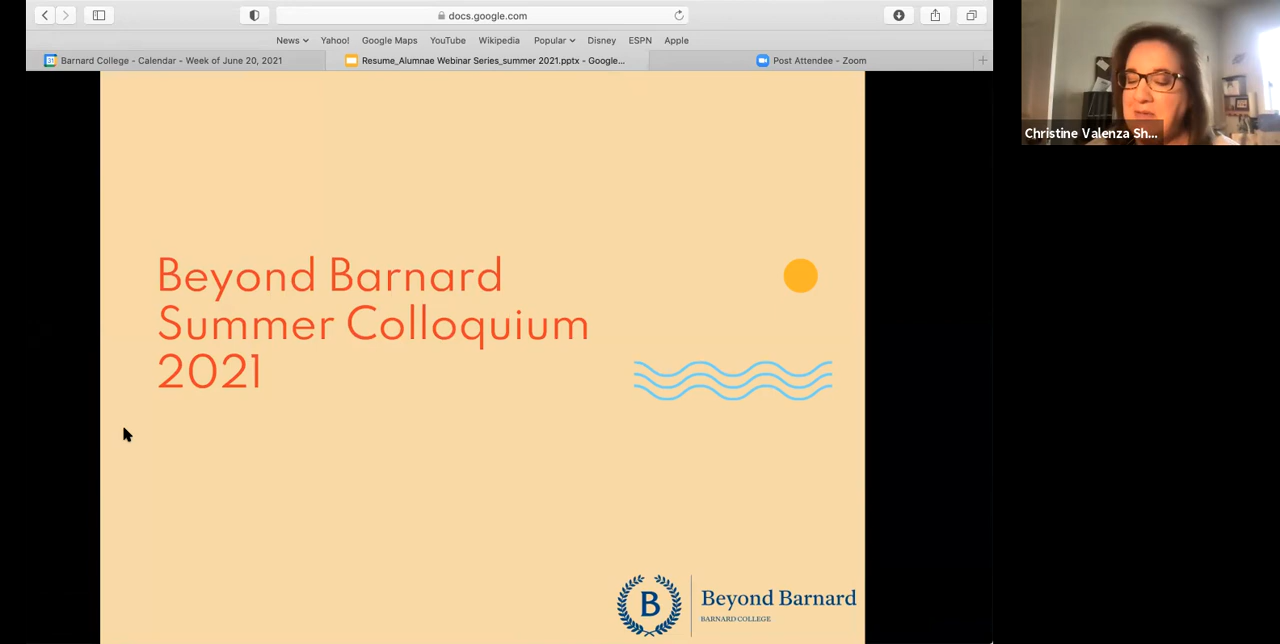 docs.google.com
News
Yahoo!
Google Maps
YouTube
Wikipedia
Popular
Disney
ESPN
Apple
31
Barnard College - Calendar - Week of June 20, 2021
Resume_Alumnae Webinar Series_summer 2021.pptx - Google...
Post Attendee - Zoom
Christine Valenza Sh...
Beyond Barnard
Summer Colloquium
2021
B
Beyond Barnard
BARNARD COLLEGE